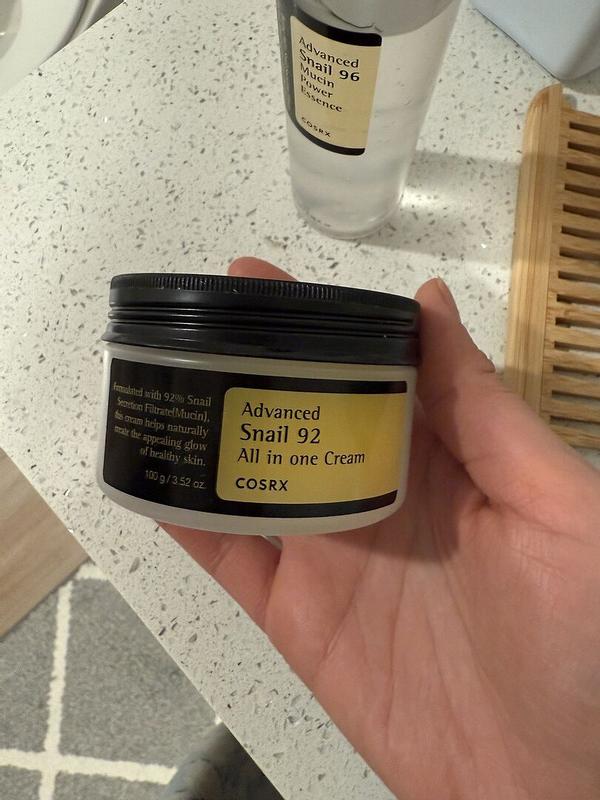 Advanced
Snail 96
Mucin
Power
Essence
COSRX
Formulated with 92% Snail
Secretion Filtrate(Mucin),
this cream helps naturally
create the appealing glow
of healthy skin.
100 g / 3.52 oz.
Advanced
Snail 92
All in one Cream
COSRX